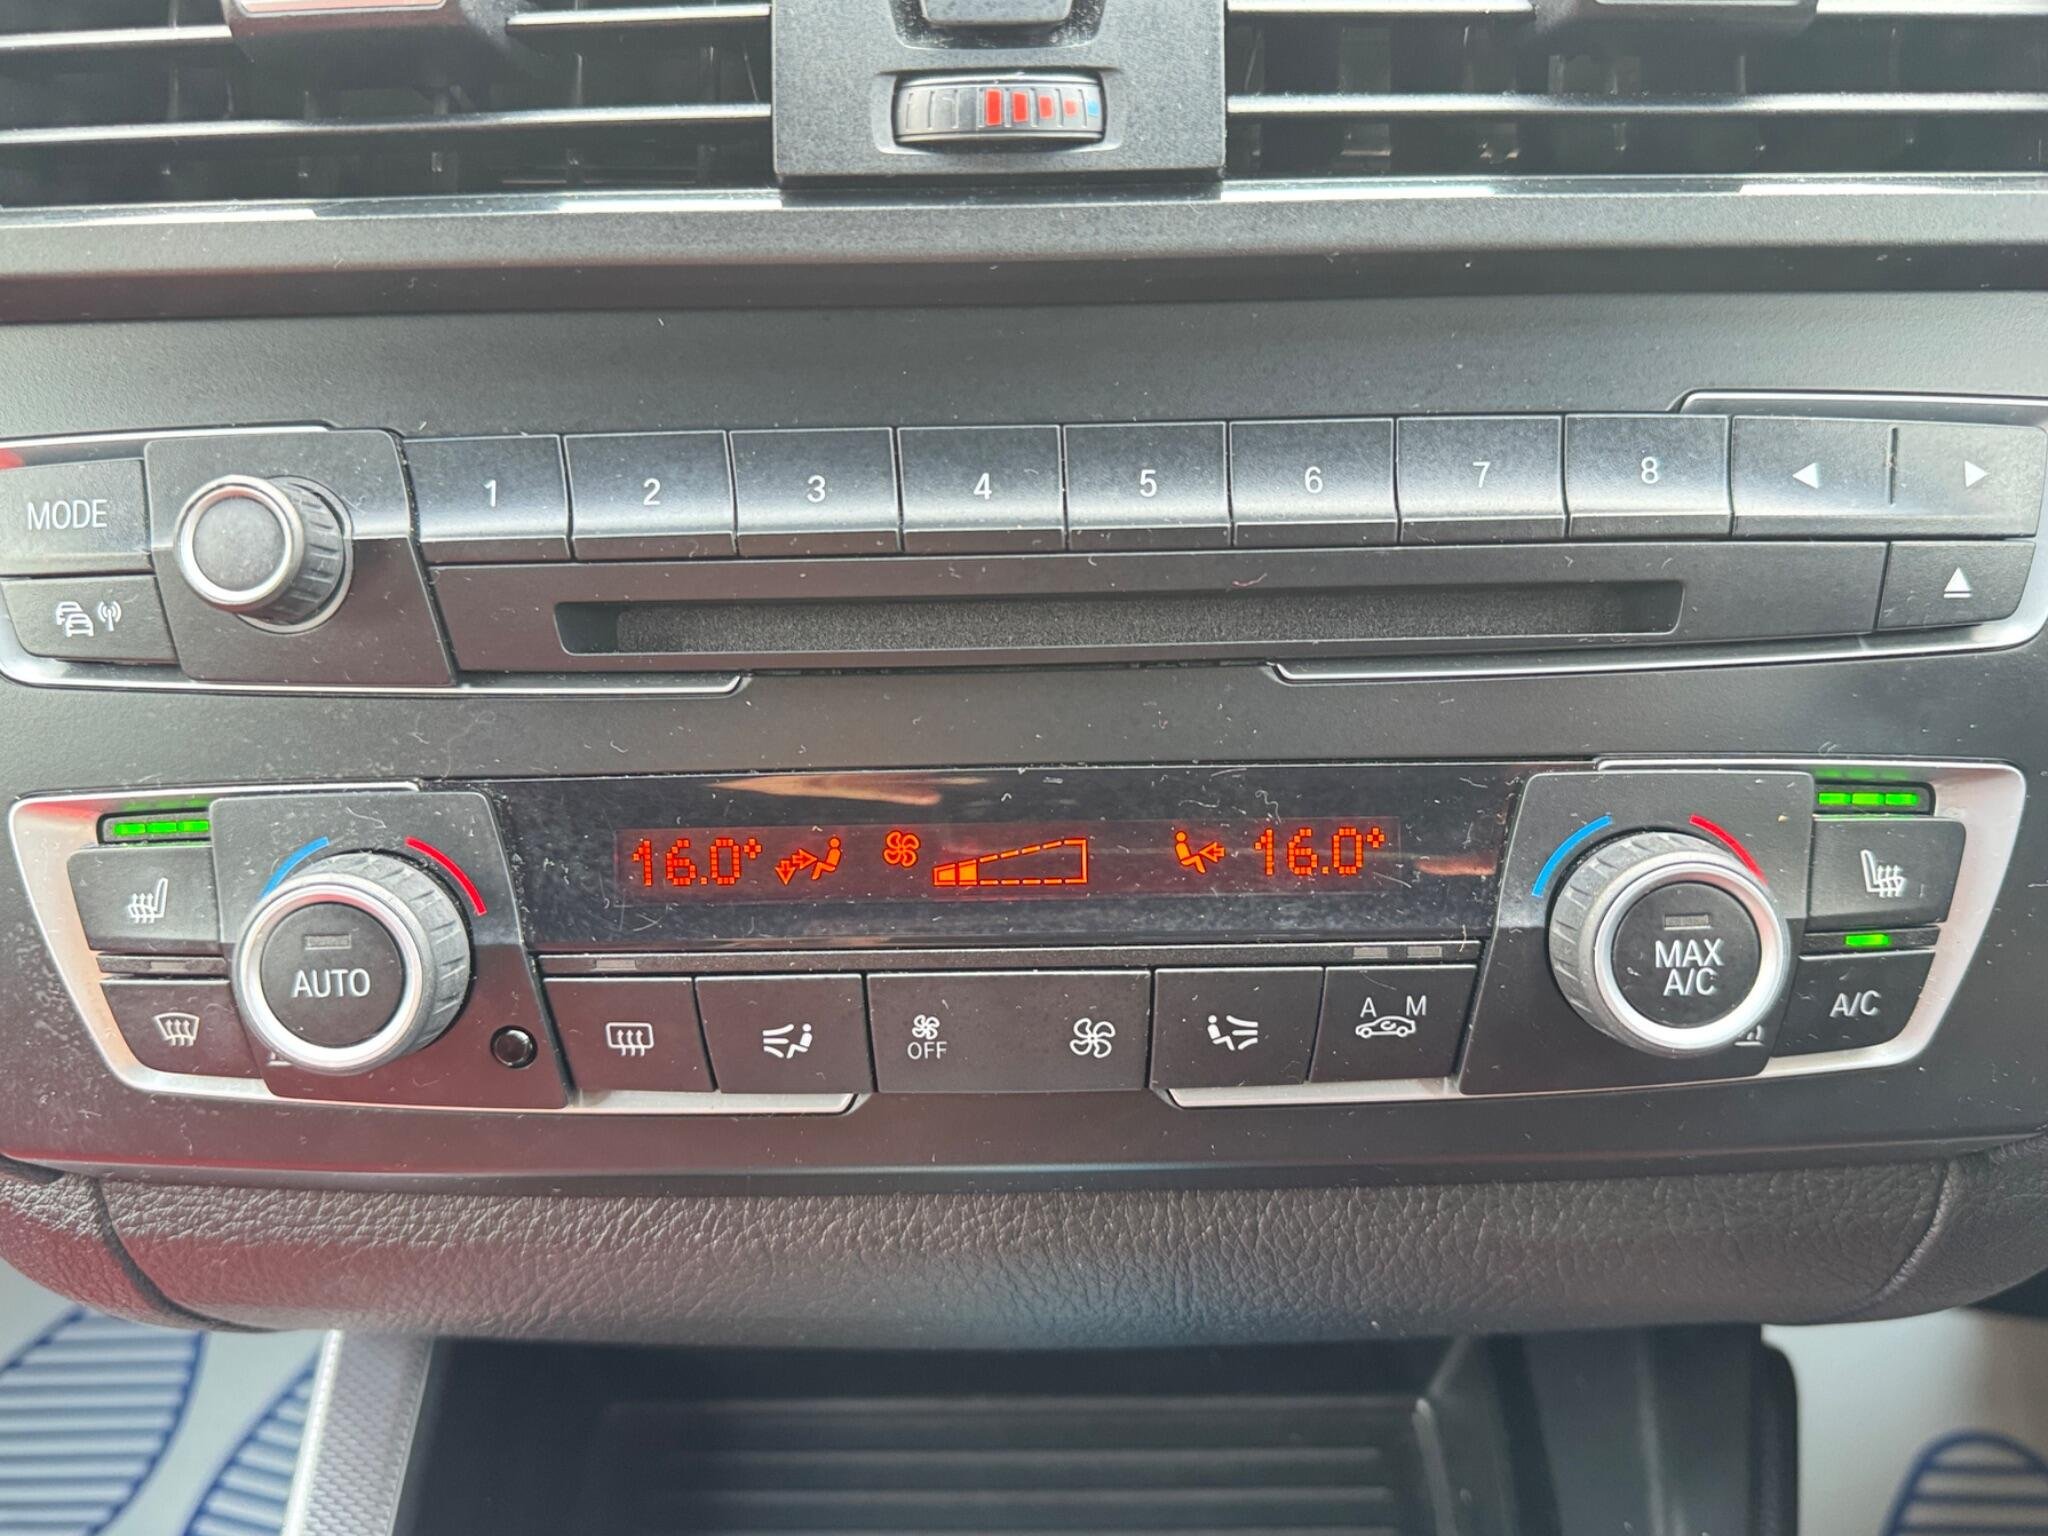 MODE
1 2 3 4 5 6 7 8
16.0° 16.0°
AUTO
MAX
A/C
A/C
OFF
A M